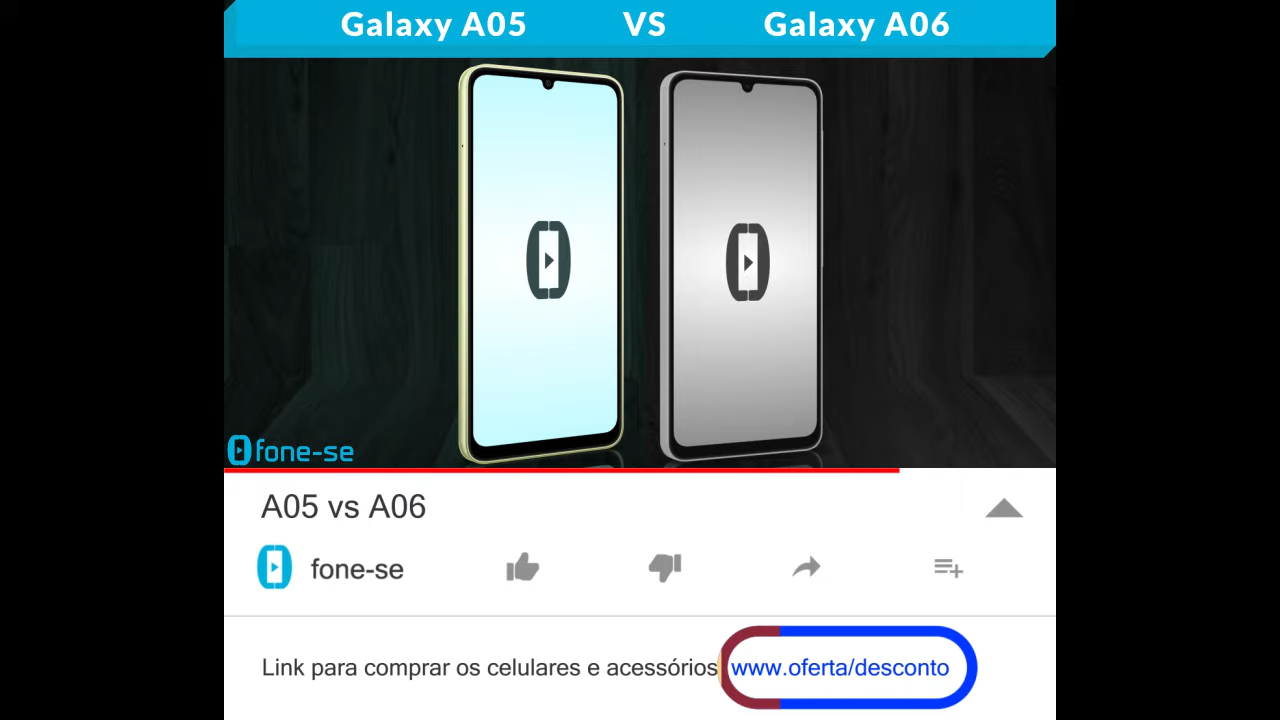 Galaxy A05 VS Galaxy A06
fone-se
A05 vs A06
fone-se
Link para comprar os celulares e acessórios www.oferta/desconto